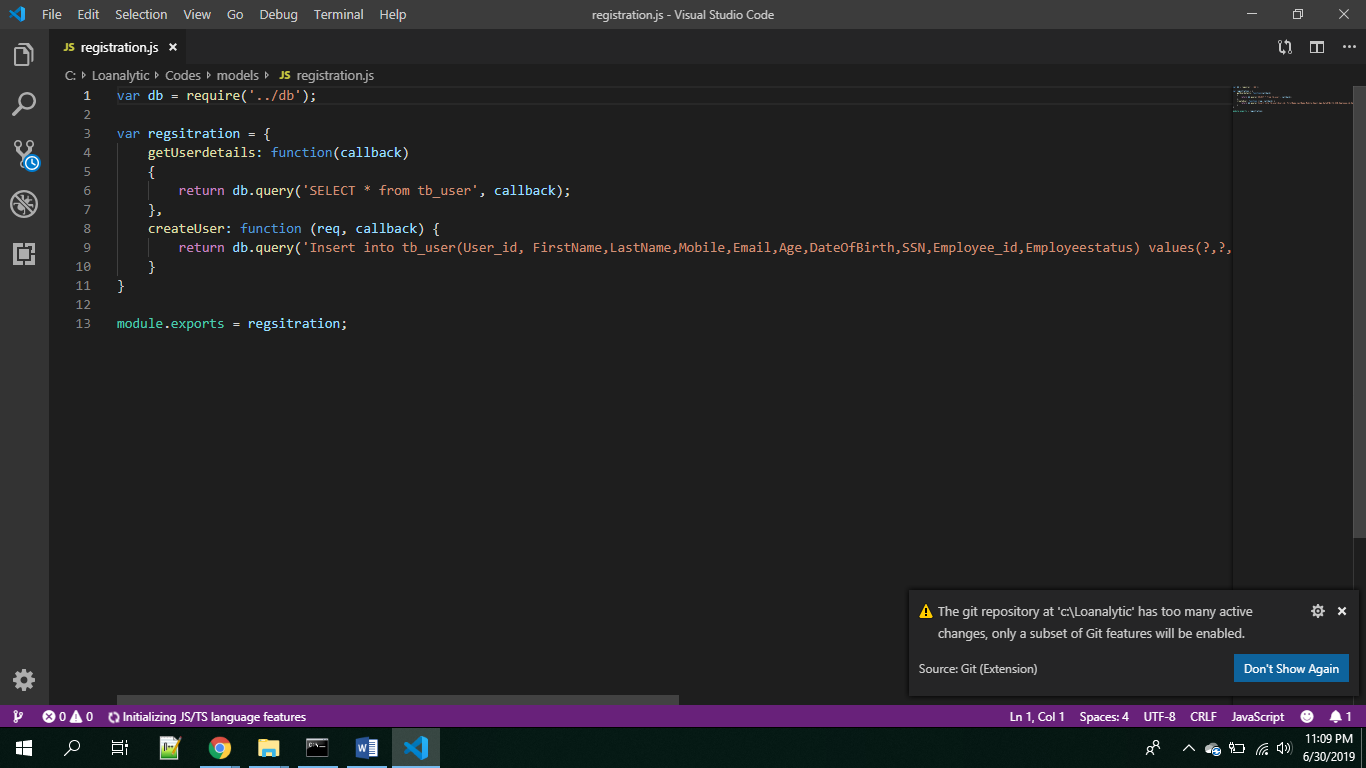 File Edit Selection View Go Debug Terminal Help registration.js - Visual Studio Code
JS registration.js
C: Loanalytic Codes models JS registration.js
1 var db = require('../db');
2
3 var regsitration = {
4 getUserdetails: function(callback)
5 {
6 return db.query('SELECT * from tb_user', callback);
7 },
8 createUser: function (req, callback) {
9 return db.query('Insert into tb_user(User_id, FirstName,LastName,Mobile,Email,Age,DateOfBirth,SSN,Employee_id,Employeestatus) values(?,?,
10 }
11 }
12
13 module.exports = regsitration;
The git repository at 'c:\Loanalytic' has too many active
changes, only a subset of Git features will be enabled.
Source: Git (Extension) Don't Show Again
0 0 Initializing JS/TS language features Ln 1, Col 1 Spaces: 4 UTF-8 CRLF JavaScript 1
11:09 PM
6/30/2019